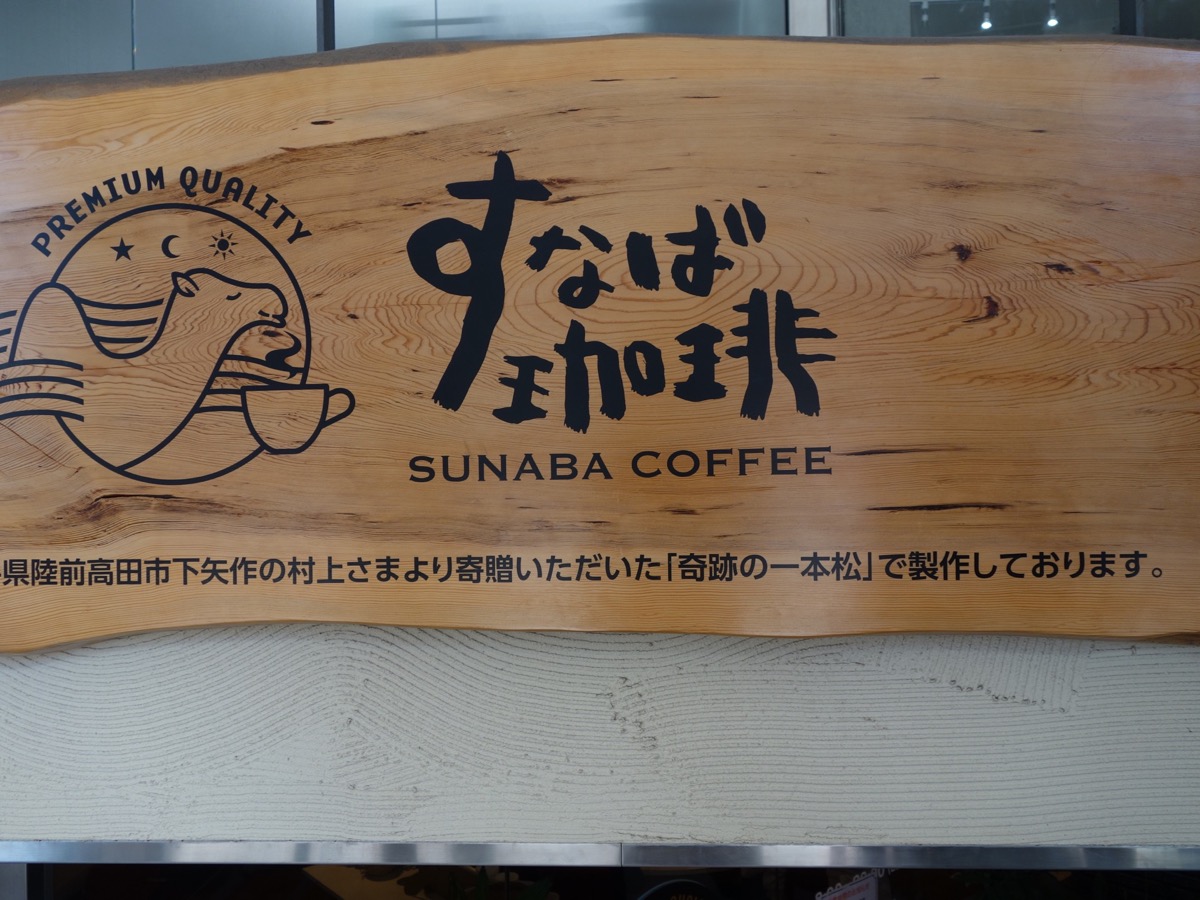 PREMIUM QUALITY
すなば
珈琲
SUNABA COFFEE
県陸前高田市下矢作の村上さまより寄贈いただいた「奇跡の一本松」で製作しております。